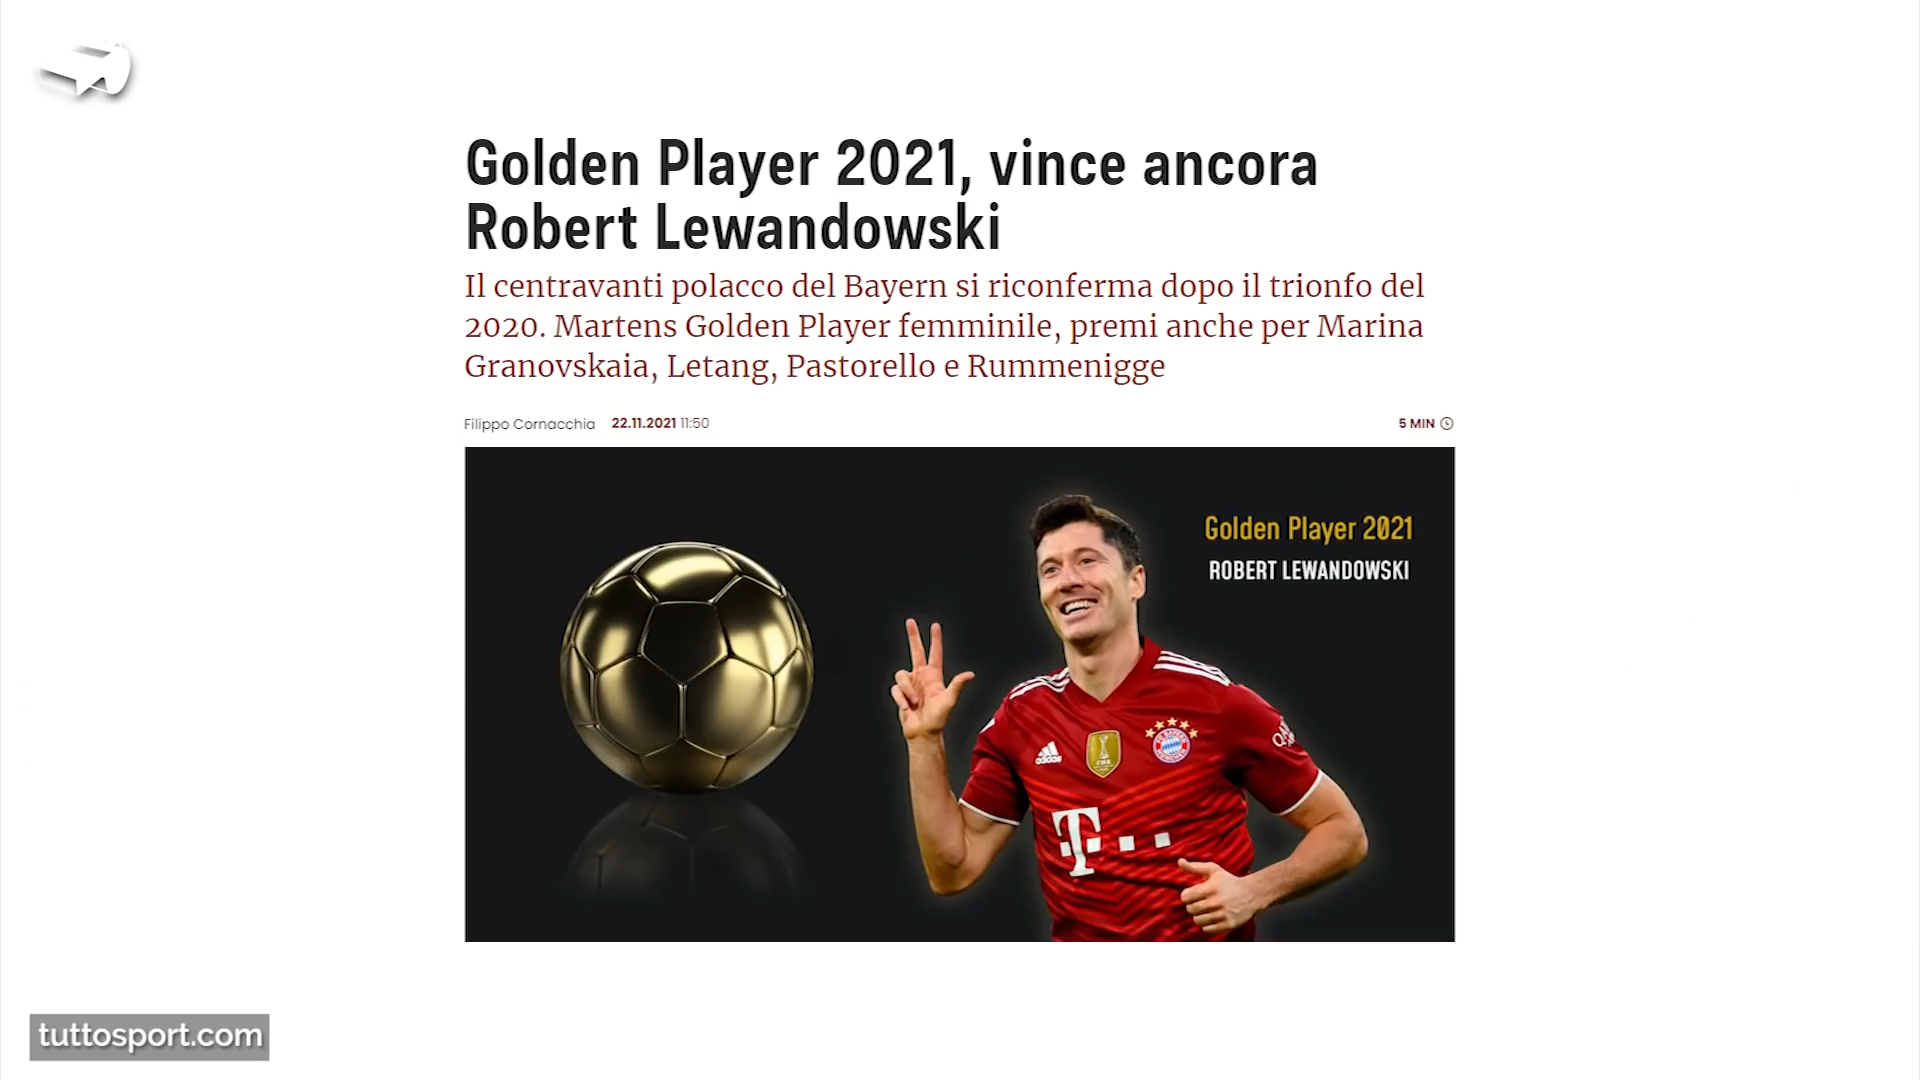 Golden Player 2021, vince ancora
Robert Lewandowski
Il centravanti polacco del Bayern si riconferma dopo il trionfo del
2020. Martens Golden Player femminile, premi anche per Marina
Granovskaia, Letang, Pastorello e Rummenigge
Filippo Cornacchia 22.11.2021 11:50 5 MIN
Golden Player 2021
ROBERT LEWANDOWSKI
adidas
T
tuttosport.com